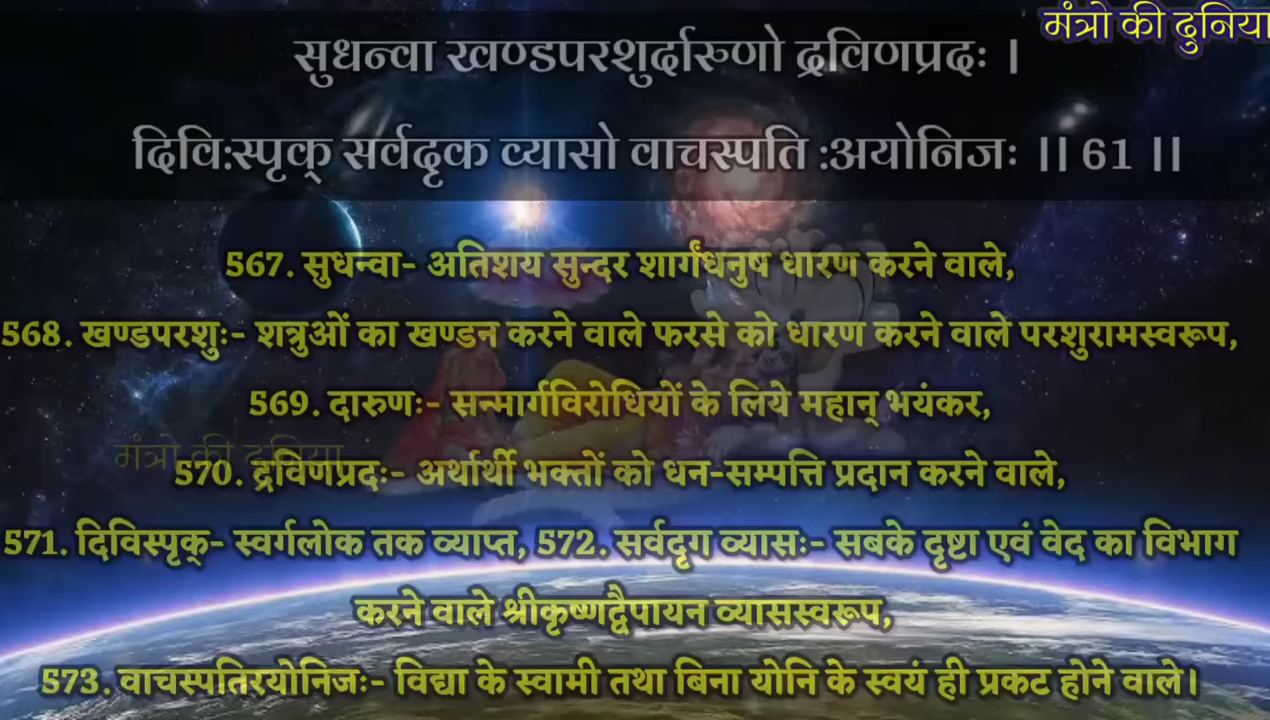 मंत्रो की दुनिया
सुधन्वा खण्डपरशुर्दारुणो द्रविणप्रदः ।
दिवि:स्पृक् सर्वदृक व्यासो वाचस्पति :अयोनिजः ।। 61 ।।
567. सुधन्वा- अतिशय सुन्दर शार्गंधनुष धारण करने वाले,
568. खण्डपरशुः- शत्रुओं का खण्डन करने वाले फरसे को धारण करने वाले परशुरामस्वरूप,
569. दारुणः- सन्मार्गविरोधियों के लिये महान् भयंकर,
मंत्रो की दुनिया
570. द्रविणप्रदः- अर्थार्थी भक्तों को धन-सम्पत्ति प्रदान करने वाले,
571. दिविस्पृक्- स्वर्गलोक तक व्याप्त, 572. सर्वदृग व्यासः- सबके दृष्टा एवं वेद का विभाग
करने वाले श्रीकृष्णद्वैपायन व्यासस्वरूप,
573. वाचस्पतिरयोनिजः- विद्या के स्वामी तथा बिना योनि के स्वयं ही प्रकट होने वाले।